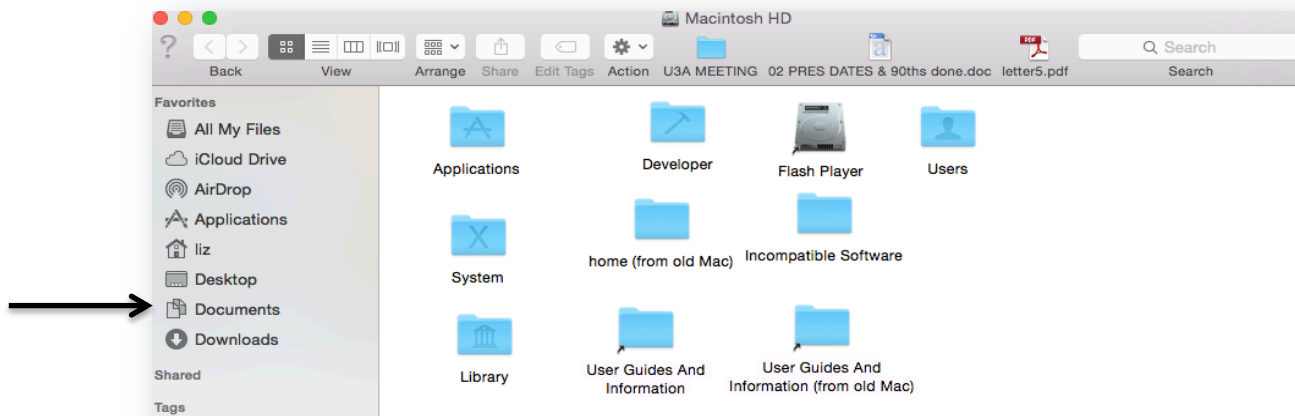 Macintosh HD
?
Back View Arrange Share Edit Tags Action U3A MEETING 02 PRES DATES & 90ths done.doc letter5.pdf Search
Search
PDF
Favorites
All My Files
iCloud Drive
AirDrop
Applications
liz
Desktop
Documents
Downloads
Shared
Tags
Applications
Developer
Flash Player
Users
System
home (from old Mac)
Incompatible Software
Library
User Guides And
Information
User Guides And
Information (from old Mac)